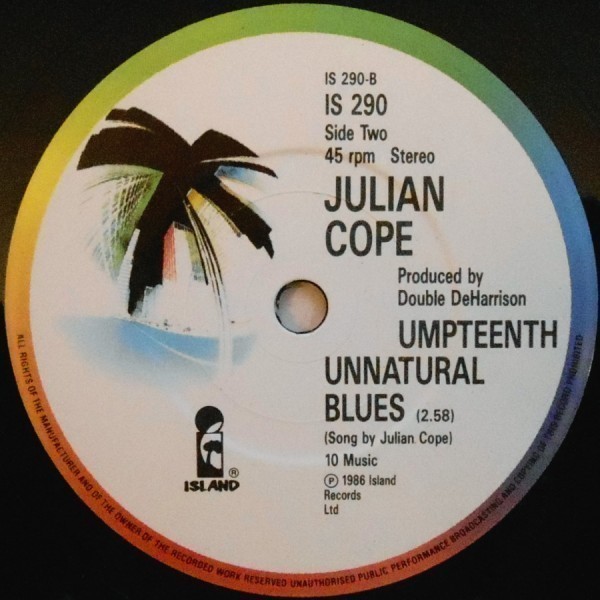 IS 290-B
IS 290
Side Two
45 rpm Stereo
JULIAN
COPE
Produced by
Double DeHarrison
UMPTEENTH
UNNATURAL
BLUES (2.58)
(Song by Julian Cope)
10 Music
℗ 1986 Island
Records
Ltd
ISLAND ®
ALL RIGHTS OF THE MANUFACTURER AND OF THE OWNER OF THE RECORDED WORK RESERVED UNAUTHORISED PUBLIC PERFORMANCE BROADCASTING AND COPYING OF THIS RECORD PROHIBITED